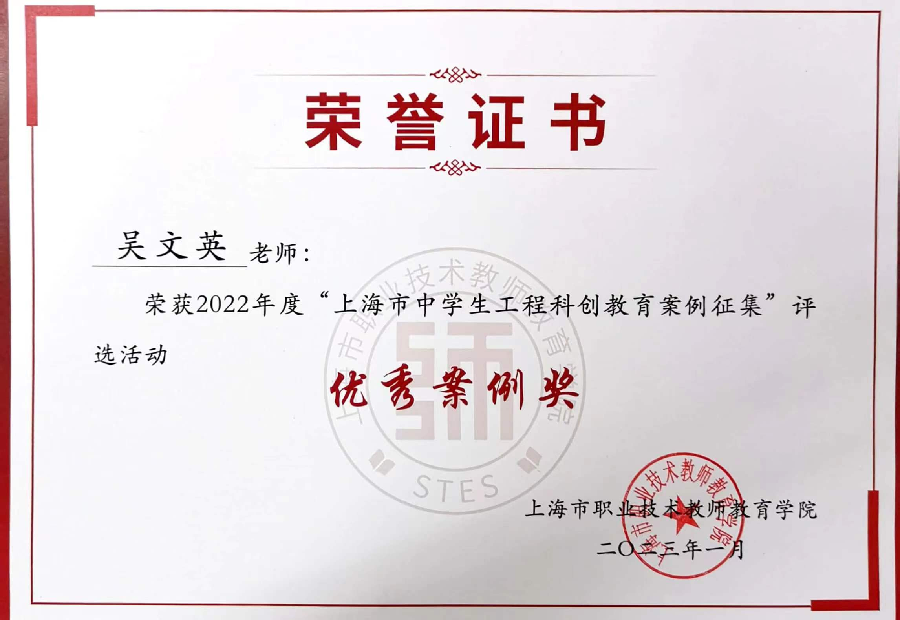 荣誉证书
吴文英 老师：
荣获2022年度“上海市中学生工程科创教育案例征集”评
选活动
优秀案例奖
上海市职业技术教师教育学院
STES
上海市职业技术教师教育学院
二〇二三年一月
上海市职业技术教师教育学院